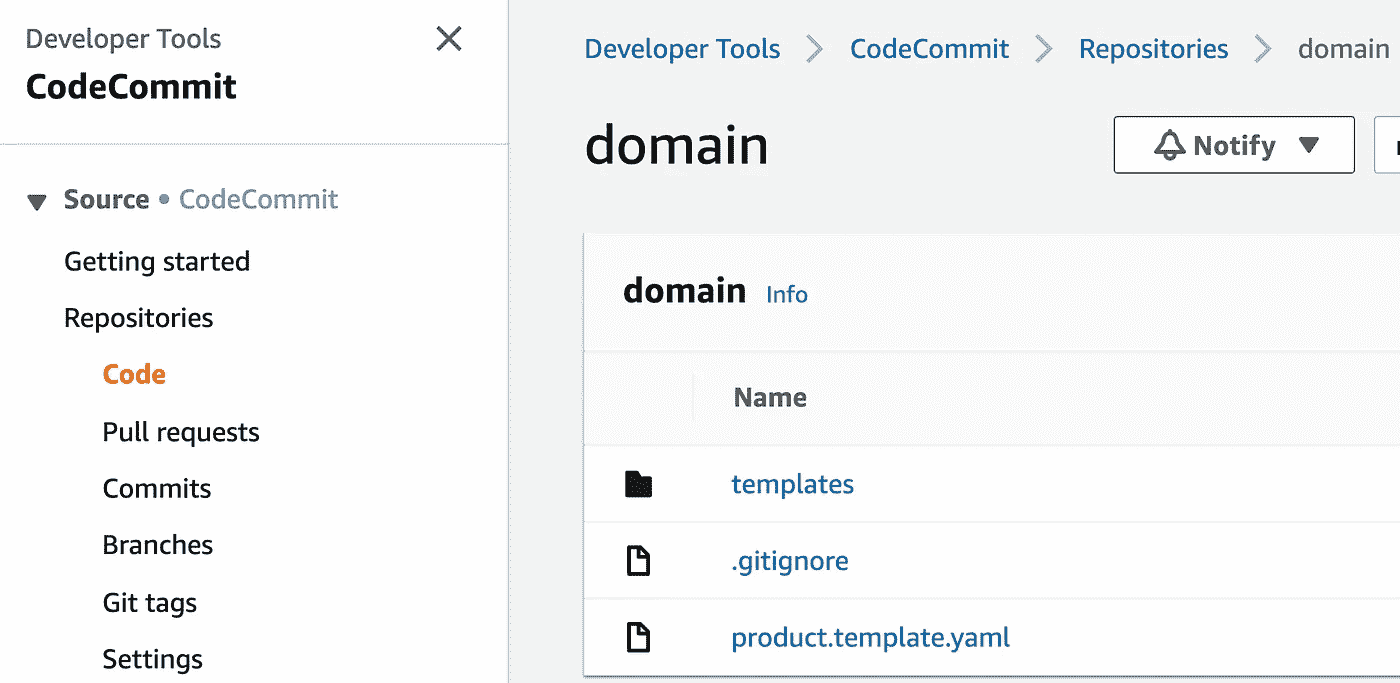 Developer Tools
CodeCommit
Source • CodeCommit
Getting started
Repositories
Code
Pull requests
Commits
Branches
Git tags
Settings
Developer Tools > CodeCommit > Repositories > domain
domain
Notify
domain Info
Name
templates
.gitignore
product.template.yaml